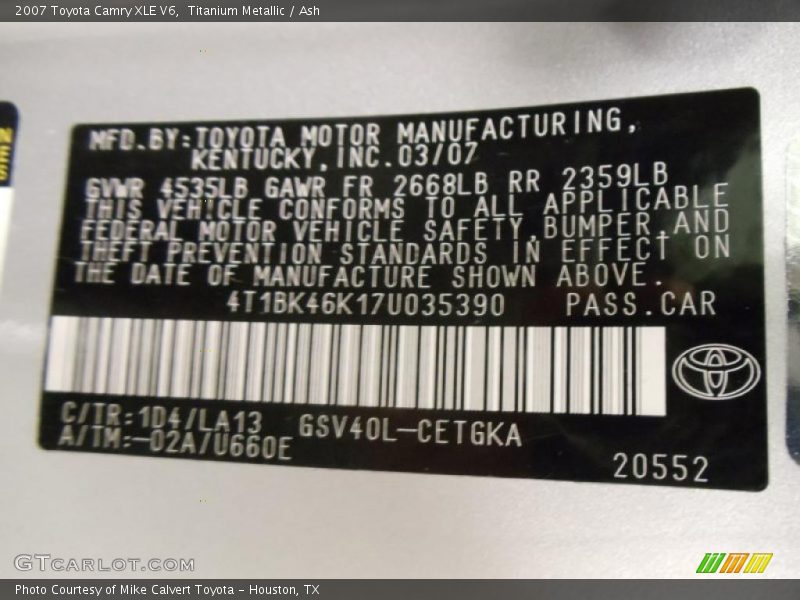 2007 Toyota Camry XLE V6,  Titanium Metallic / Ash
MFD.BY:TOYOTA MOTOR MANUFACTURING,
KENTUCKY,INC.03/07
GVWR 4535LB GAWR FR 2668LB RR 2359LB
THIS VEHICLE CONFORMS TO ALL APPLICABLE
FEDERAL MOTOR VEHICLE SAFETY,BUMPER,AND
THEFT PREVENTION STANDARDS IN EFFECT ON
THE DATE OF MANUFACTURE SHOWN ABOVE.
4T1BK46K17U035390 PASS.CAR
C/TR:1D4/LA13 GSV40L-CETGKA
A/TM:-02A/U660E
20552
GTCARLOT.COM
Photo Courtesy of Mike Calvert Toyota - Houston, TX